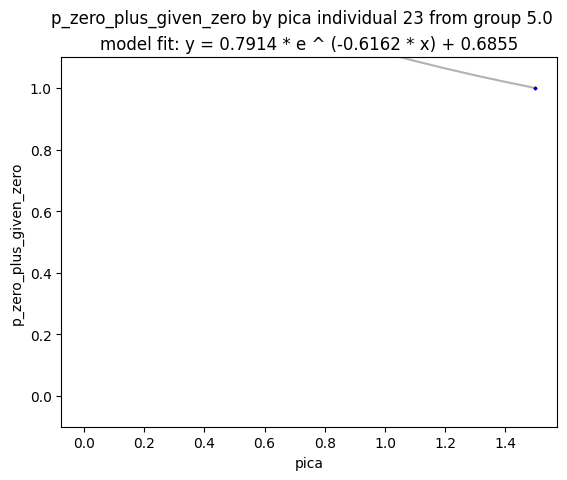 p_zero_plus_given_zero by pica individual 23 from group 5.0
model fit: y = 0.7914 * e ^ (-0.6162 * x) + 0.6855
1.0
0.8
0.6
0.4
0.2
0.0
p_zero_plus_given_zero
0.0 0.2 0.4 0.6 0.8 1.0 1.2 1.4
pica